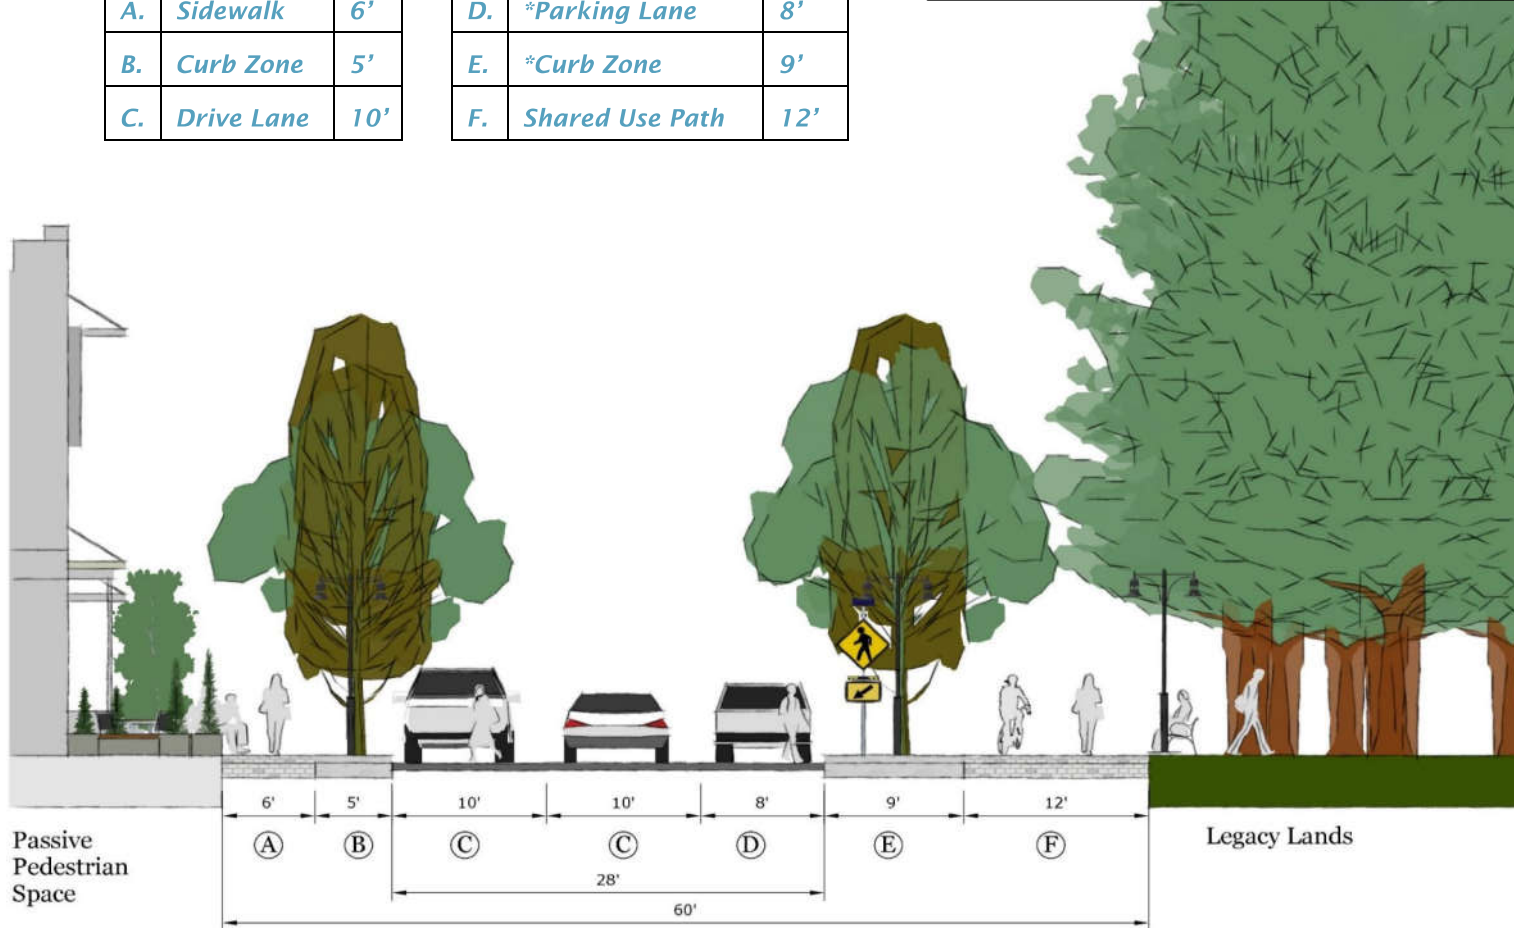 A. Sidewalk 6’
B. Curb Zone 5’
C. Drive Lane 10’
D. *Parking Lane 8’
E. *Curb Zone 9’
F. Shared Use Path 12’
6' 5' 10' 10' 8' 9' 12'
A B C C D E F
28'
60'
Passive
Pedestrian
Space
Legacy Lands